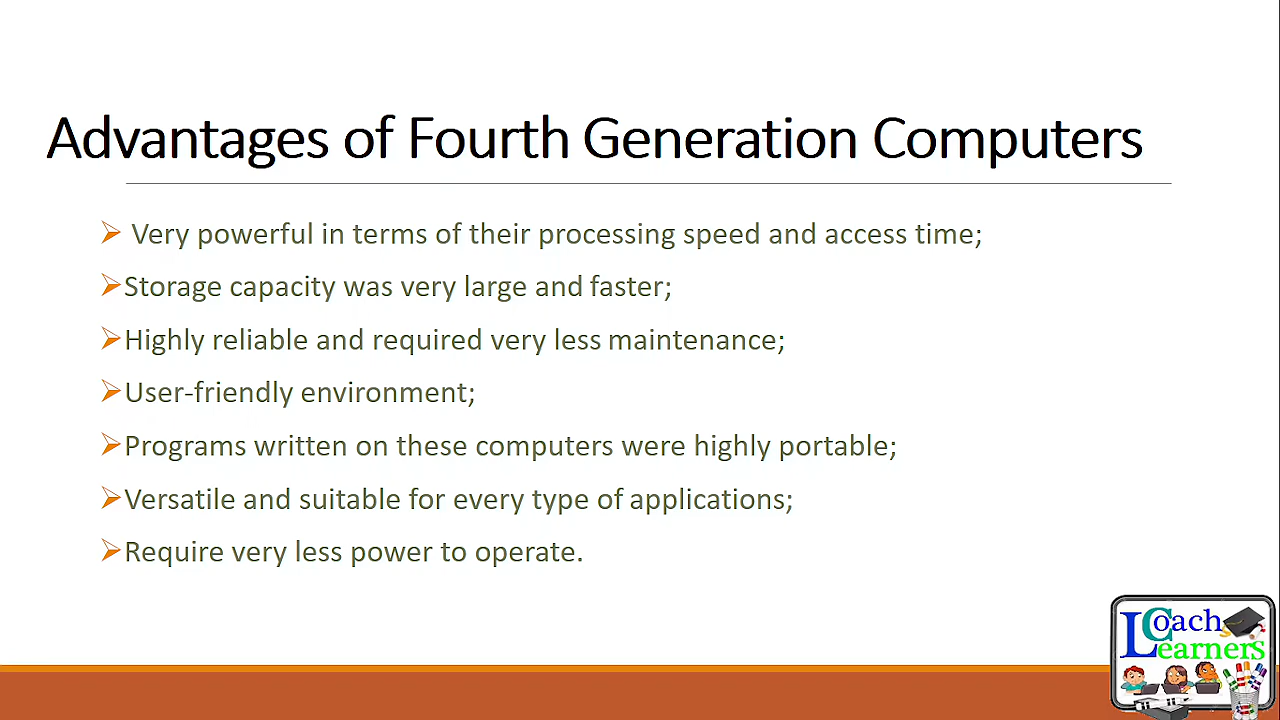 Advantages of Fourth Generation Computers
Very powerful in terms of their processing speed and access time;
Storage capacity was very large and faster;
Highly reliable and required very less maintenance;
User-friendly environment;
Programs written on these computers were highly portable;
Versatile and suitable for every type of applications;
Require very less power to operate.
Coach
Learners